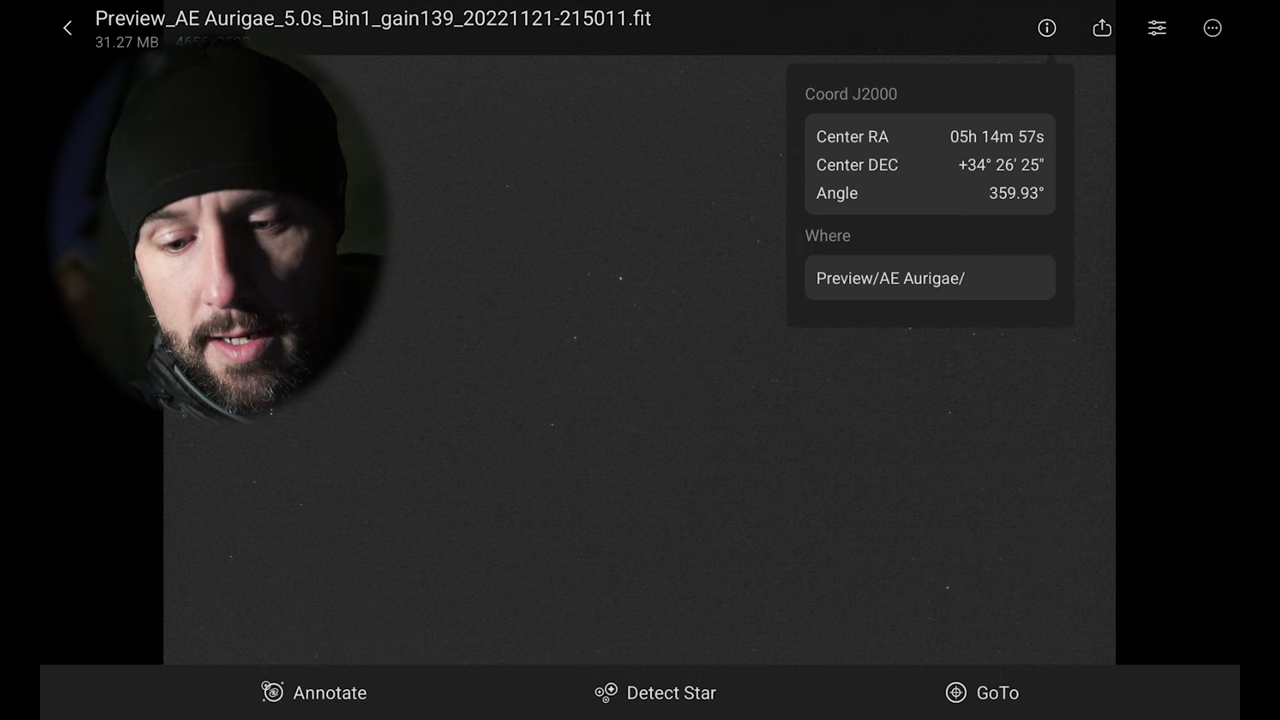 Preview_AE Aurigae_5.0s_Bin1_gain139_20221121-215011.fit
31.27 MB
Coord J2000
Center RA 05h 14m 57s
Center DEC +34° 26' 25"
Angle 359.93°
Where
Preview/AE Aurigae/
Annotate
Detect Star
GoTo